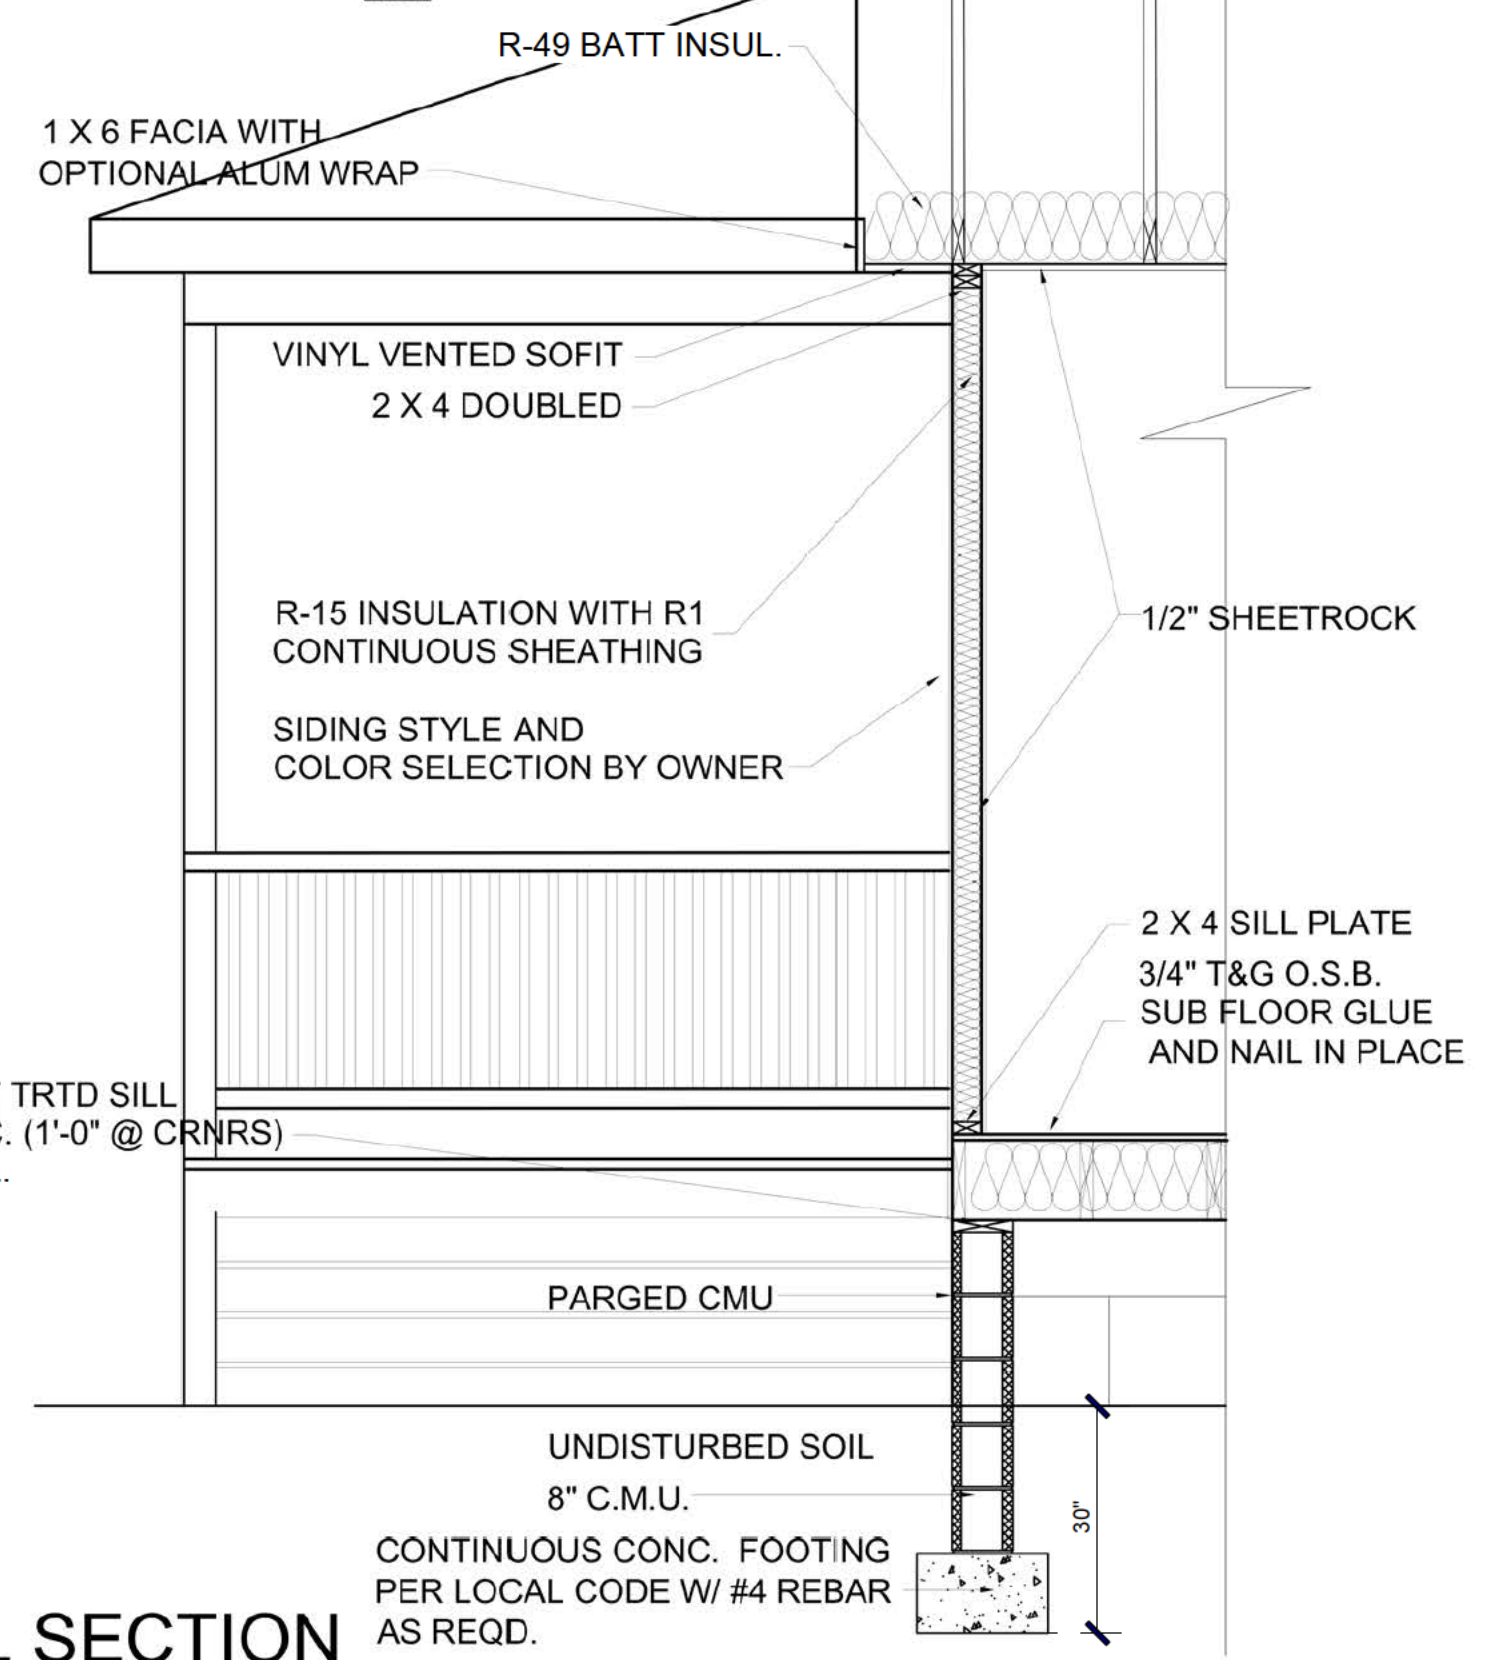 R-49 BATT INSUL.
1 X 6 FACIA WITH
OPTIONAL ALUM WRAP
VINYL VENTED SOFIT
2 X 4 DOUBLED
R-15 INSULATION WITH R1
CONTINUOUS SHEATHING
1/2" SHEETROCK
SIDING STYLE AND
COLOR SELECTION BY OWNER
2 X 4 SILL PLATE
3/4" T&G O.S.B.
SUB FLOOR GLUE
AND NAIL IN PLACE
TRTD SILL
. (1'-0" @ CRNRS)
PARGED CMU
UNDISTURBED SOIL
8" C.M.U.
30"
CONTINUOUS CONC. FOOTING
PER LOCAL CODE W/ #4 REBAR
AS REQD.
SECTION